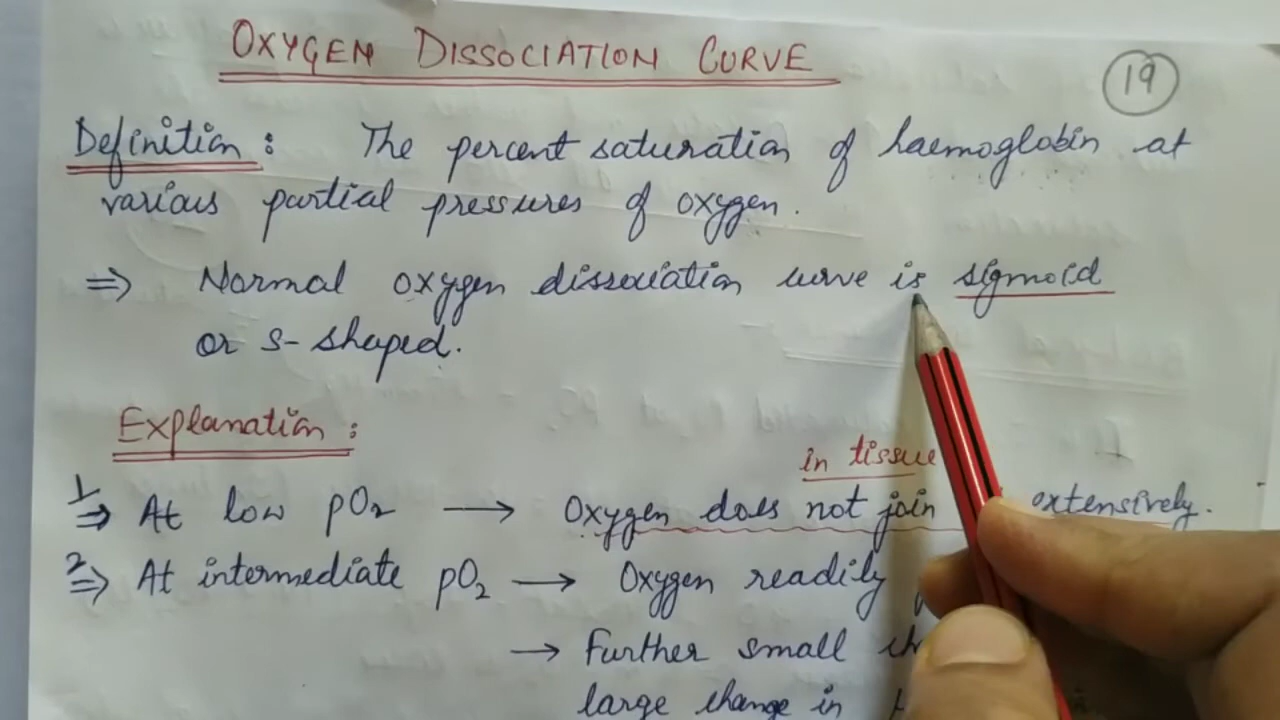 OXYGEN DISSOCIATION CURVE
19
Definition : The percent saturation of haemoglobin at
various partial pressures of oxygen.
⇒ Normal oxygen dissociation curve is sigmoid
or s-shaped.
Explanation :
in tissue
1⇒ At low pO2 → Oxygen does not join extensively.
2⇒ At intermediate pO2 → Oxygen readily
→ Further small
large change in